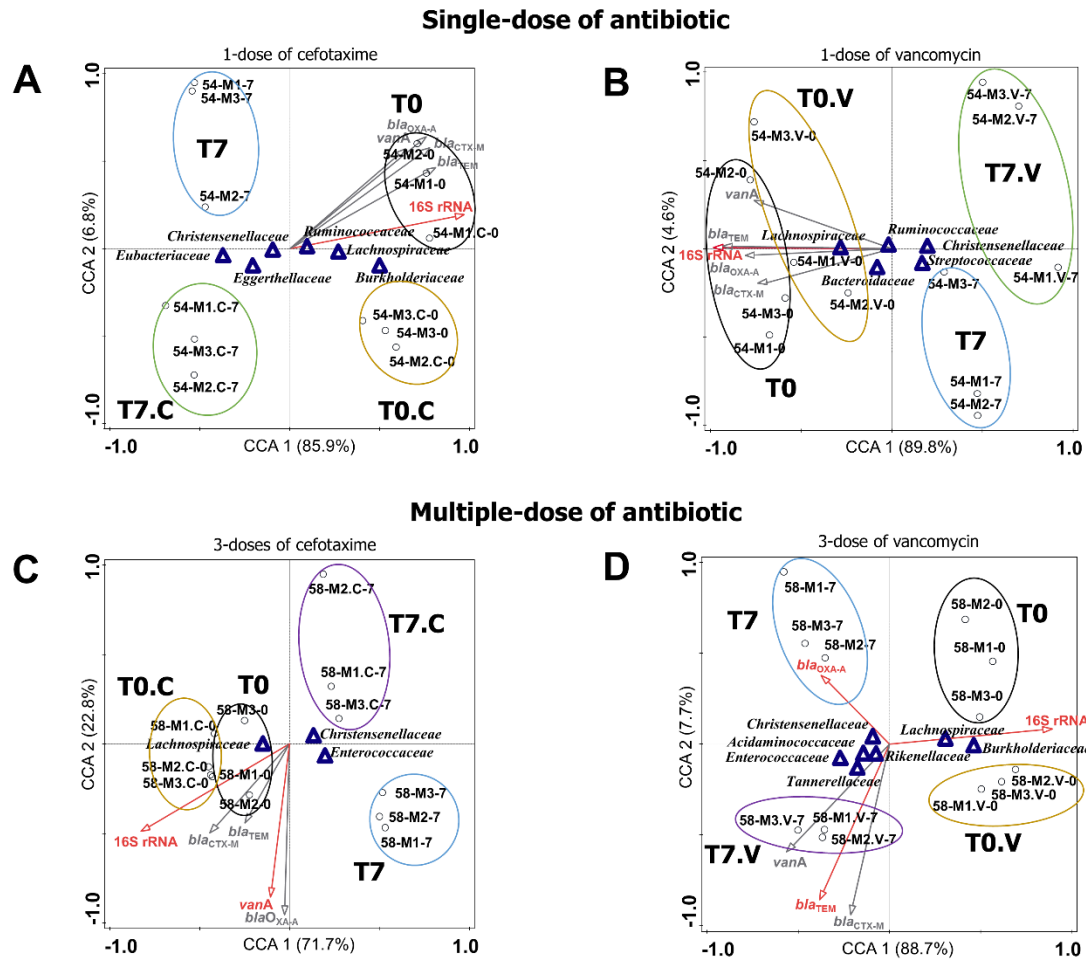 Single-dose of antibiotic
A
1-dose of cefotaxime
1.0
54-M1-7
54-M3-7
T7
54-M2-7
T0
blaOXA-A
vanA
blaCTX-M
54-M2-0
blaTEM
54-M1-0
16S rRNA
54-M1.C-0
Christensenellaceae
Ruminococcaceae
Eubacteriaceae
Lachnospiraceae
Eggerthellaceae
Burkholderiaceae
54-M1.C-7
54-M3.C-7
54-M2.C-7
T7.C
54-M3.C-0
54-M3-0
54-M2.C-0
T0.C
CCA 2 (6.8%)
-1.0
-1.0
CCA 1 (85.9%)
1.0
B
1-dose of vancomycin
1.0
T0.V
54-M3.V-0
54-M3.V-7
54-M2.V-7
T7.V
54-M2-0
vanA
Lachnospiraceae
Ruminococcaceae
blaTEM
Christensenellaceae
16S rRNA
54-M1.V-0
Streptococcaceae
blaOXA-A
Bacteroidaceae
54-M3-7
54-M1.V-7
blaCTX-M
54-M2.V-0
54-M3-0
54-M1-0
T0
T7
54-M1-7
54-M2-7
CCA 2 (4.6%)
-1.0
-1.0
CCA 1 (89.8%)
1.0
Multiple-dose of antibiotic
C
3-doses of cefotaxime
1.0
58-M2.C-7
T7.C
58-M1.C-7
58-M3.C-7
T0.C
T0
58-M3-0
58-M1.C-0
Lachnospiraceae
Christensenellaceae
Enterococcaceae
58-M2.C-0
58-M3.C-0
58-M1-0
58-M2-0
16S rRNA
blaTEM
blaCTX-M
58-M3-7
58-M2-7
58-M1-7
T7
vanA
blaOXA-A
CCA 2 (22.8%)
-1.0
-1.0
CCA 1 (71.7%)
1.0
D
3-dose of vancomycin
1.0
T7
58-M1-7
58-M3-7
58-M2-7
blaOXA-A
58-M2-0
T0
58-M1-0
58-M3-0
16S rRNA
Christensenellaceae
Lachnospiraceae
Acidaminococcaceae
Burkholderiaceae
Enterococcaceae
Rikenellaceae
Tannerellaceae
58-M2.V-0
58-M3.V-0
58-M1.V-0
T0.V
58-M3.V-7
58-M1.V-7
58-M2.V-7
T7.V
vanA
blaTEM
blaCTX-M
CCA 2 (7.7%)
-1.0
-1.0
CCA 1 (88.7%)
1.0